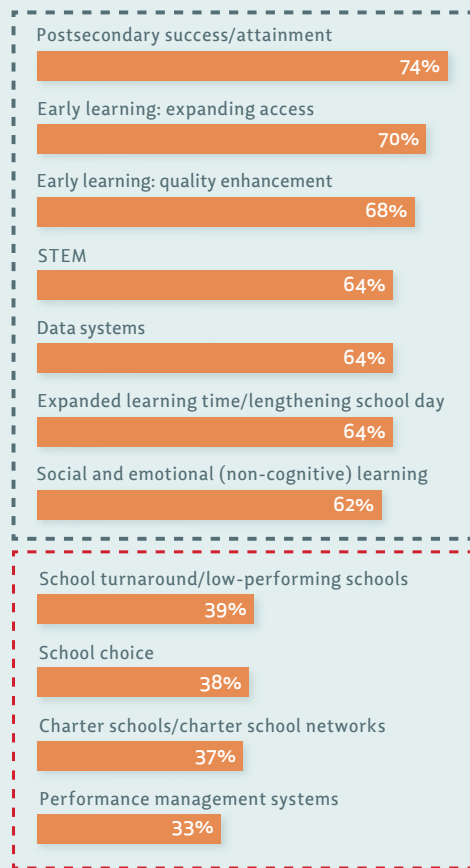 Postsecondary success/attainment
74%
Early learning: expanding access
70%
Early learning: quality enhancement
68%
STEM
64%
Data systems
64%
Expanded learning time/lengthening school day
64%
Social and emotional (non-cognitive) learning
62%
School turnaround/low-performing schools
39%
School choice
38%
Charter schools/charter school networks
37%
Performance management systems
33%